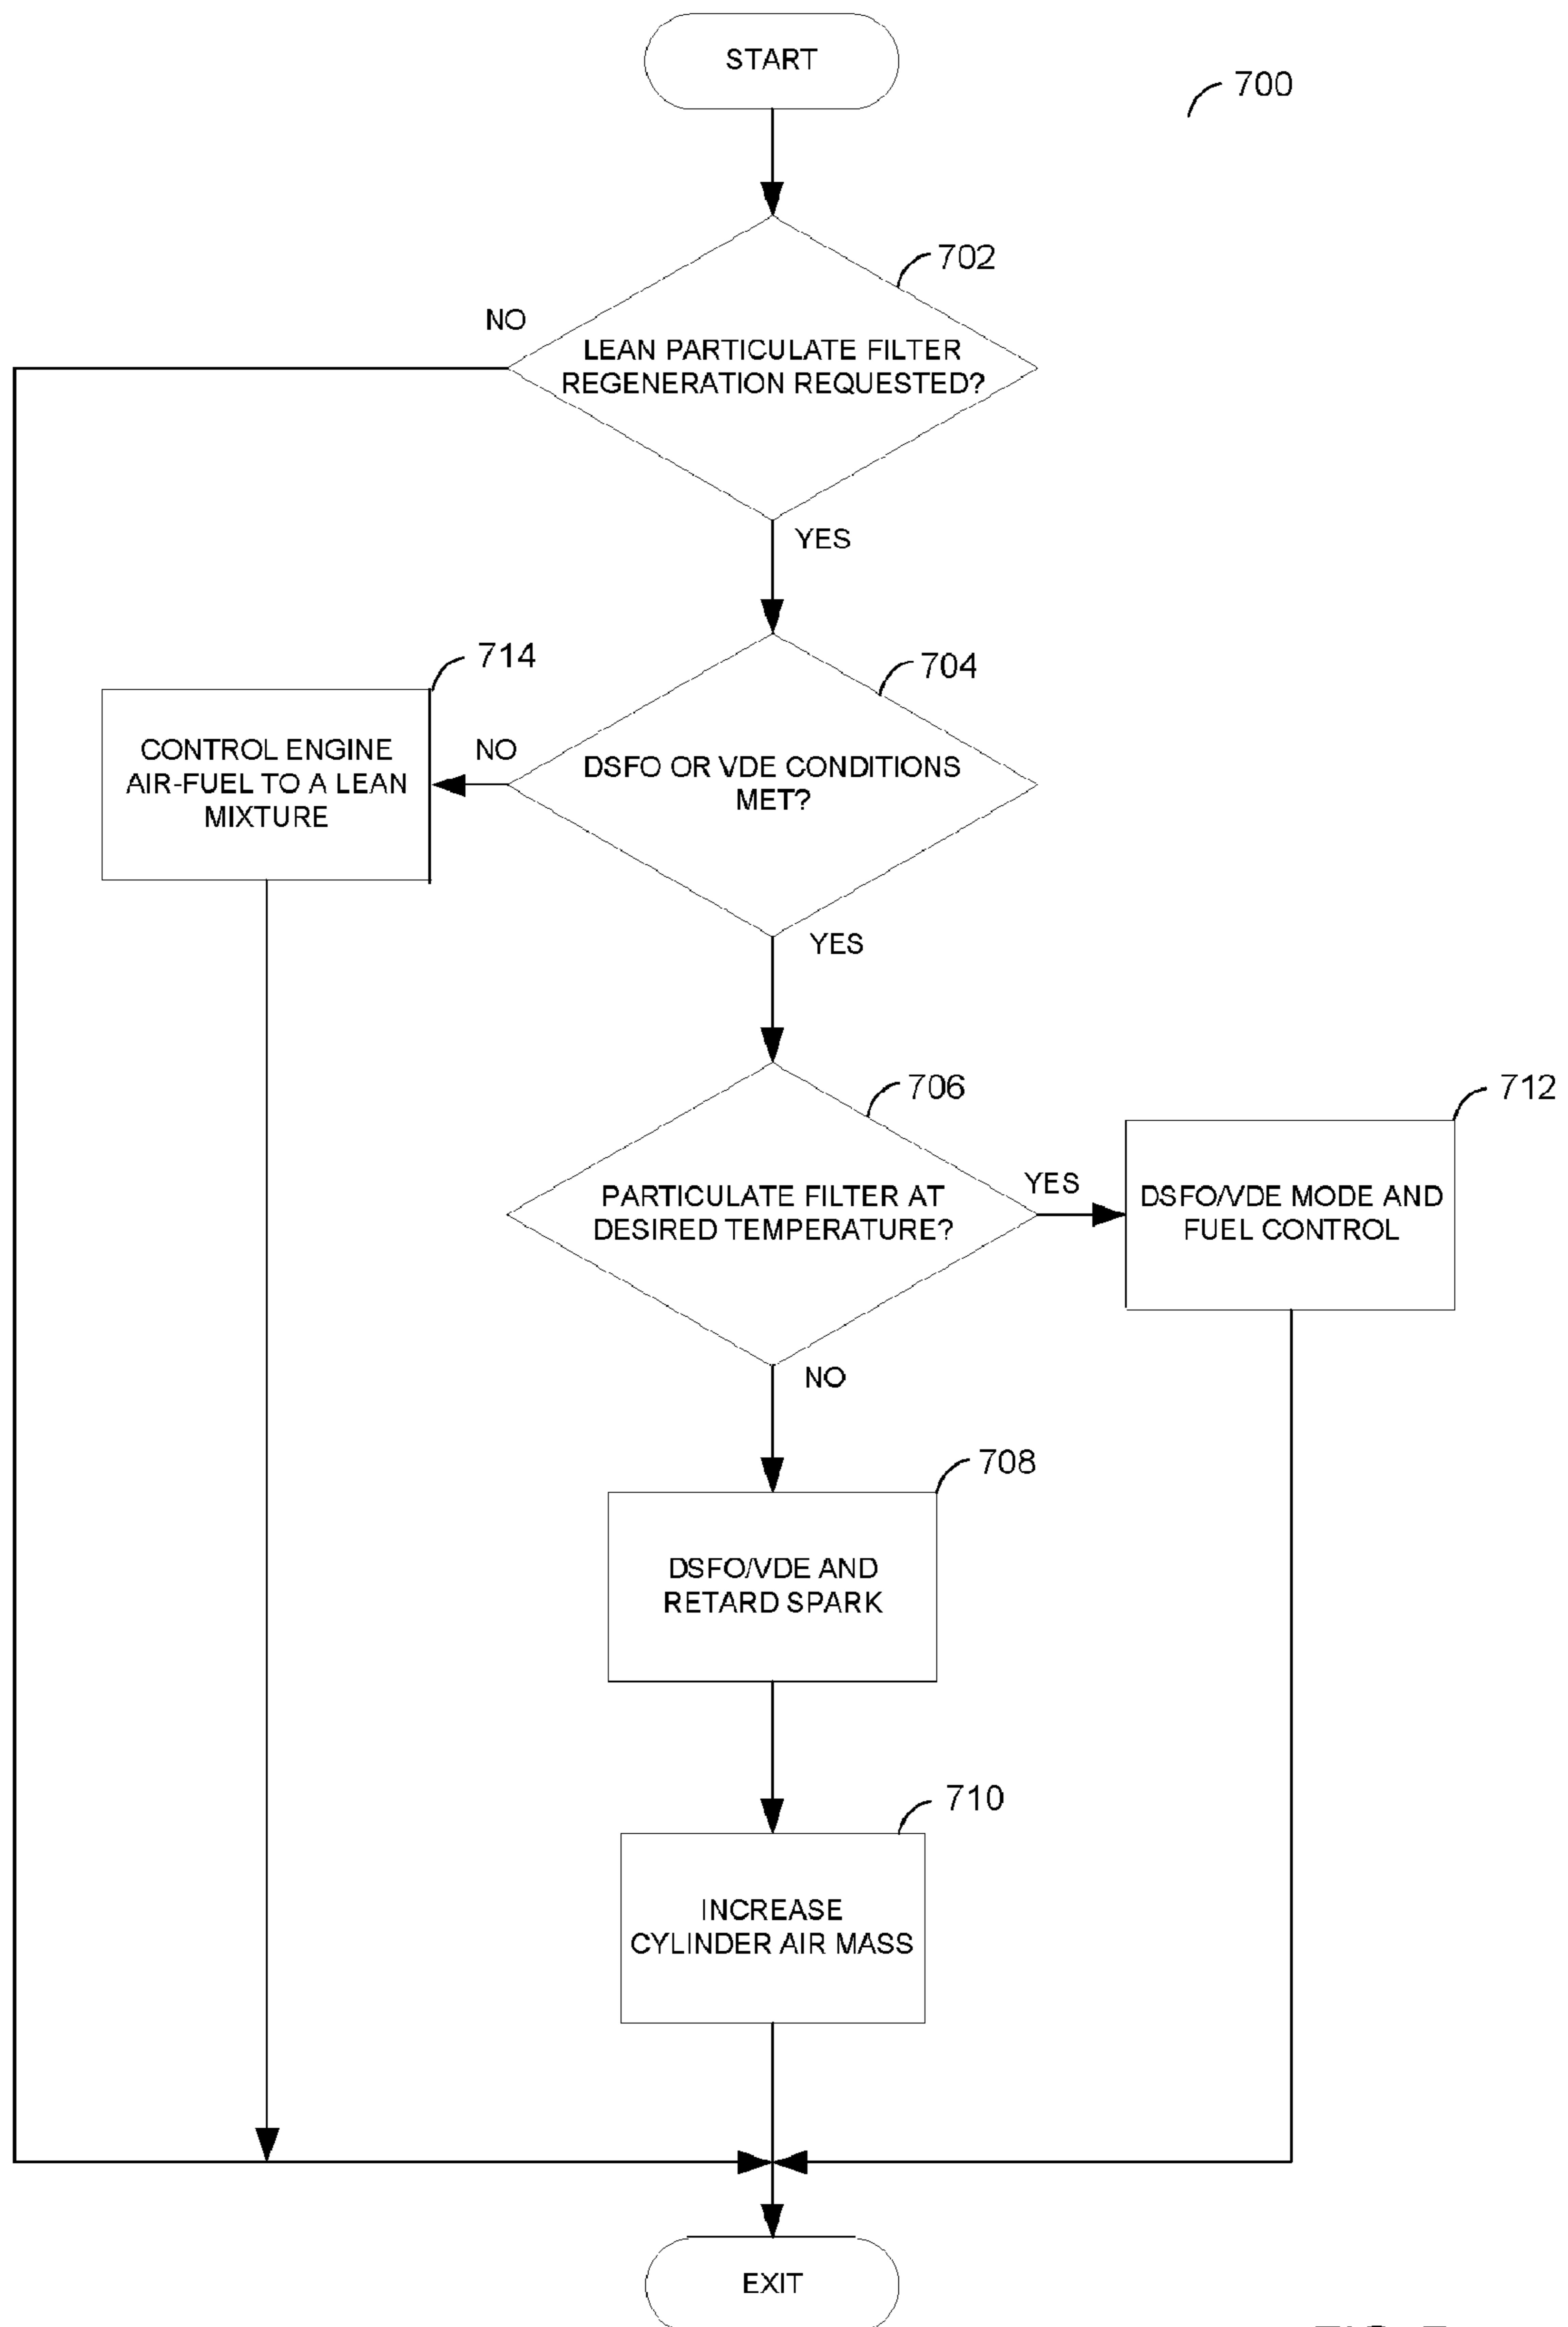 START
700
702
NO
LEAN PARTICULATE FILTER
REGENERATION REQUESTED?
YES
714
704
CONTROL ENGINE
AIR-FUEL TO A LEAN
MIXTURE
NO
DSFO OR VDE CONDITIONS
MET?
YES
706
712
PARTICULATE FILTER AT
DESIRED TEMPERATURE?
YES
DSFO/VDE MODE AND
FUEL CONTROL
NO
708
DSFO/VDE AND
RETARD SPARK
710
INCREASE
CYLINDER AIR MASS
EXIT